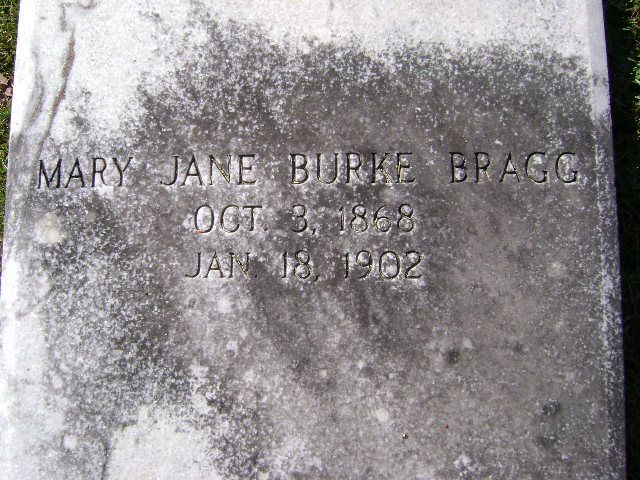 MARY JANE BURKE BRAGG
OCT. 3, 1868
JAN. 18, 1902